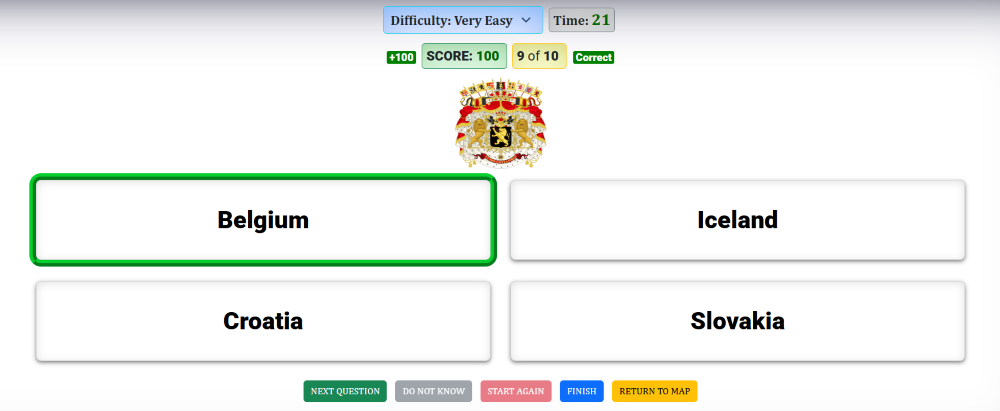 Difficulty: Very Easy Time: 21
+100 SCORE: 100 9 of 10 Correct
Belgium Iceland
Croatia Slovakia
NEXT QUESTION DO NOT KNOW START AGAIN FINISH RETURN TO MAP